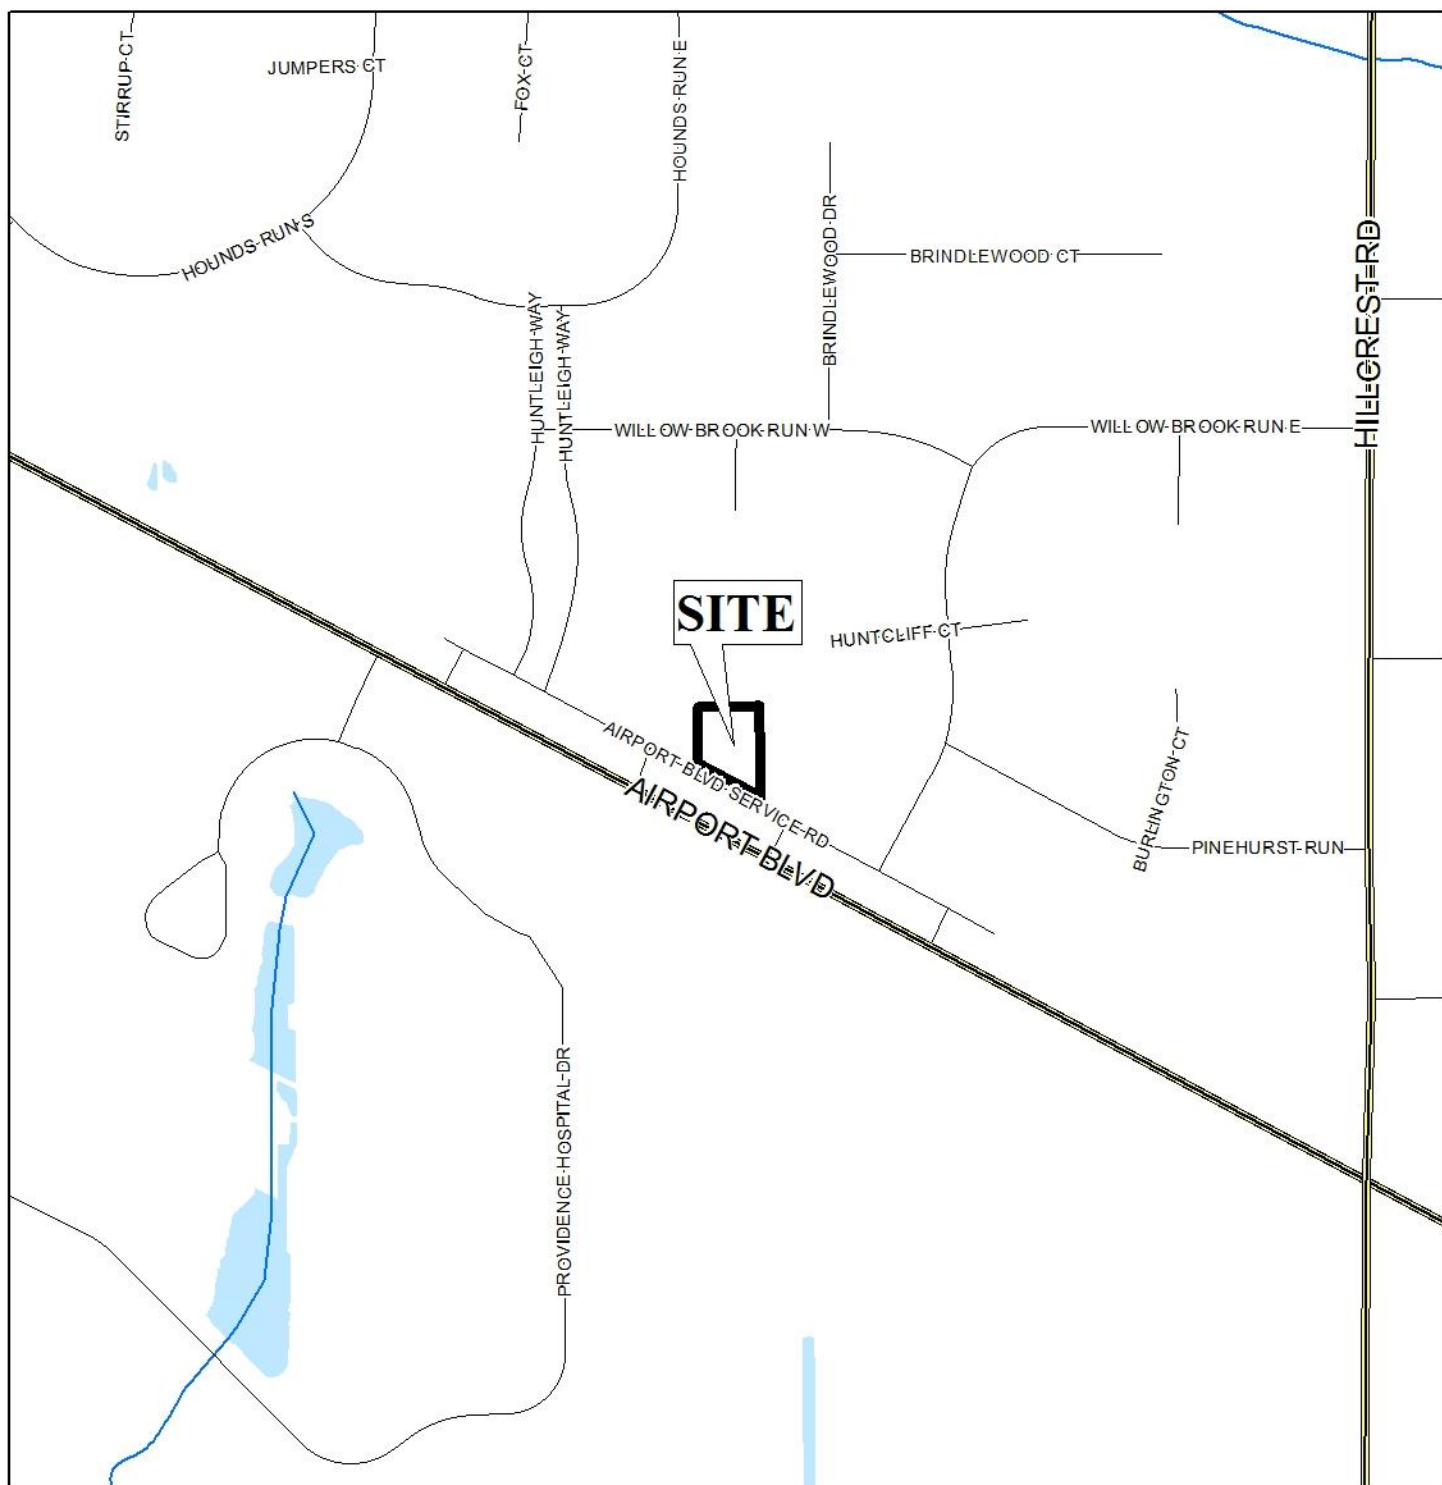 STIRRUP CT
JUMPERS CT
FOX CT
HOUNDS RUN E
HOUNDS RUN S
BRINDLEWOOD DR
BRINDLEWOOD CT
HILLCREST RD
HUNTLEIGH WAY
HUNTLEIGH WAY
WILLOW BROOK RUN W
WILLOW BROOK RUN E
SITE
HUNTCLIFF CT
AIRPORT BLVD SERVICE RD
AIRPORT BLVD
BURLINGTON CT
PINEHURST RUN
PROVIDENCE HOSPITAL DR